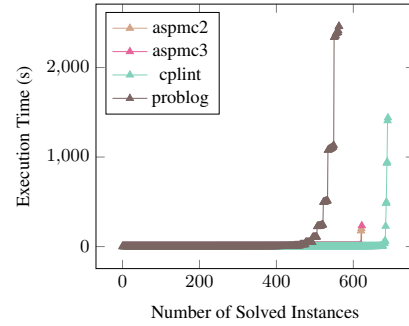 aspmc2
aspmc3
cplint
problog
Execution Time (s)
2,000
1,000
0
0 200 400 600
Number of Solved Instances